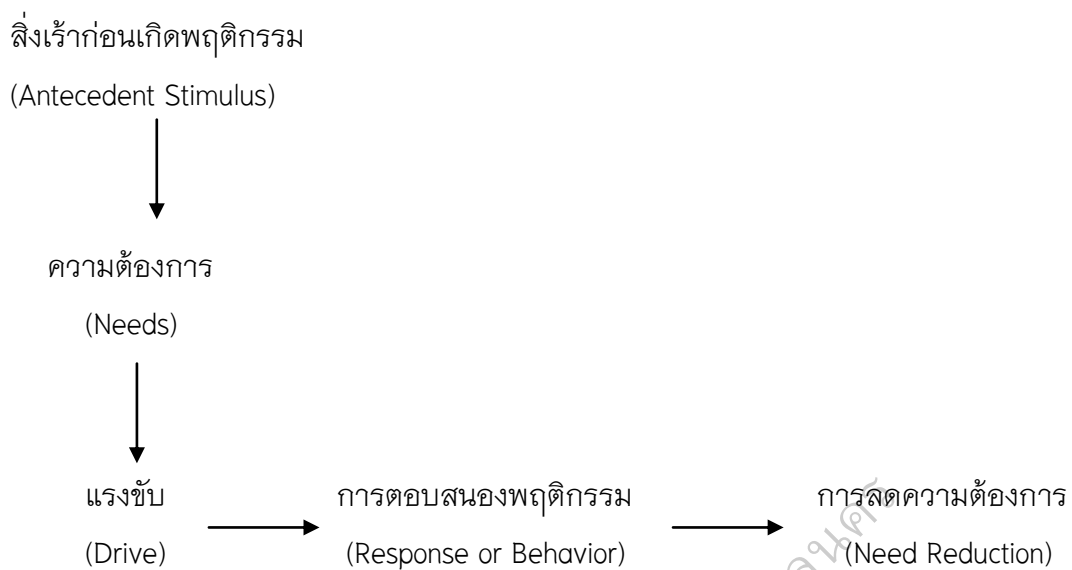 สิ่งเร้าก่อนเกิดพฤติกรรม
(Antecedent Stimulus)
ความต้องการ
(Needs)
แรงขับ
(Drive)
การตอบสนองพฤติกรรม
(Response or Behavior)
การลดความต้องการ
(Need Reduction)